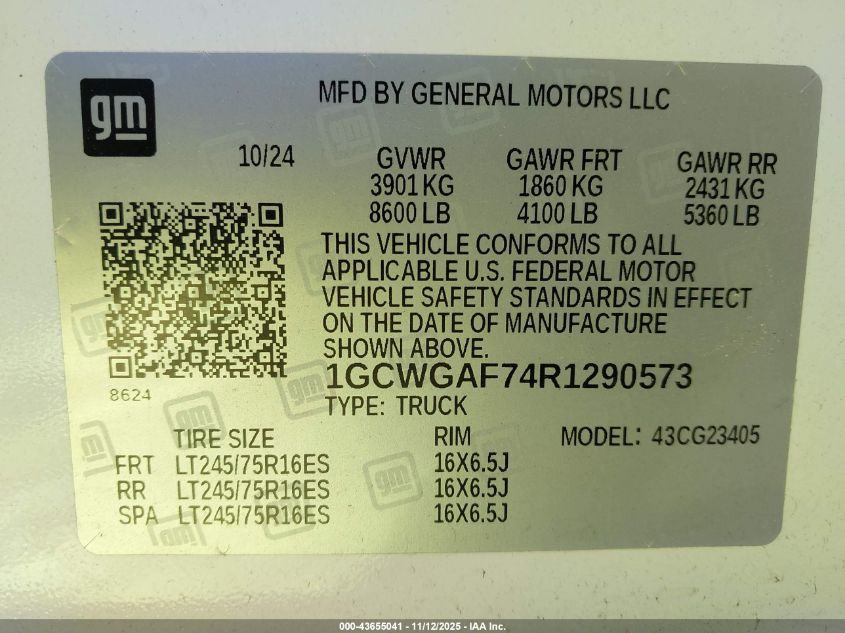 gm
MFD BY GENERAL MOTORS LLC
10/24 GVWR GAWR FRT GAWR RR
3901 KG 1860 KG 2431 KG
8600 LB 4100 LB 5360 LB
THIS VEHICLE CONFORMS TO ALL
APPLICABLE U.S. FEDERAL MOTOR
VEHICLE SAFETY STANDARDS IN EFFECT
ON THE DATE OF MANUFACTURE
SHOWN ABOVE.
8624
1GCWGAF74R1290573
TYPE: TRUCK
TIRE SIZE RIM MODEL: 43CG23405
FRT LT245/75R16ES 16X6.5J
RR LT245/75R16ES 16X6.5J
SPA LT245/75R16ES 16X6.5J
000-43655041 - 11/12/2025 - IAA Inc.